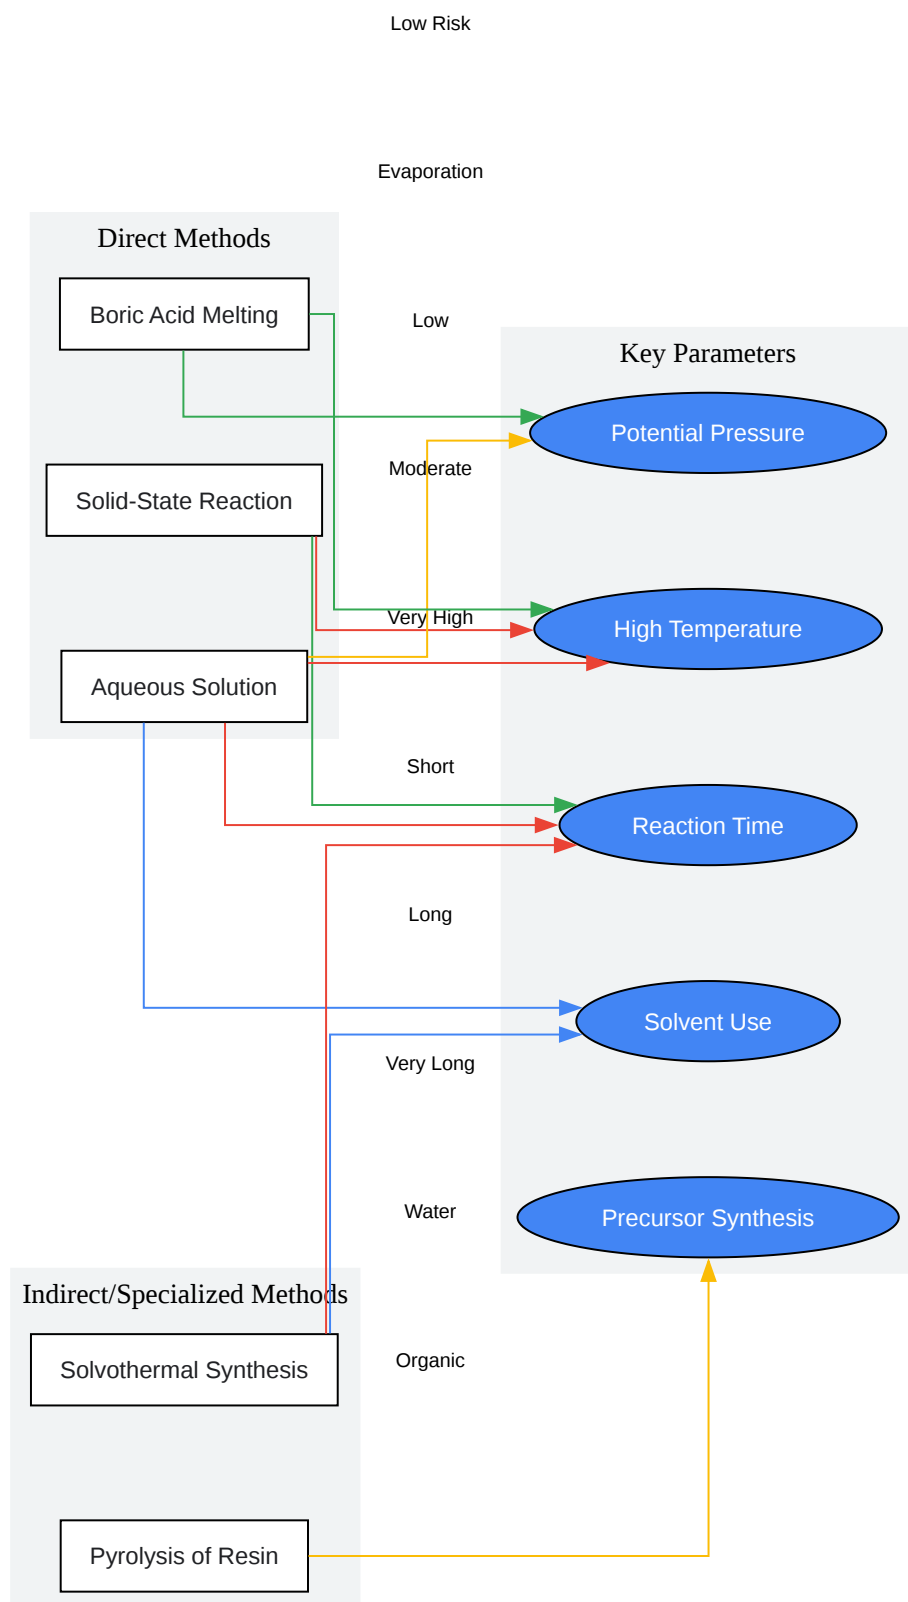 Low Risk
Evaporation
Direct Methods
Boric Acid Melting
Low
Key Parameters
Potential Pressure
Moderate
Solid-State Reaction
Very High
High Temperature
Aqueous Solution
Short
Reaction Time
Long
Solvent Use
Very Long
Water
Precursor Synthesis
Indirect/Specialized Methods
Solvothermal Synthesis
Organic
Pyrolysis of Resin